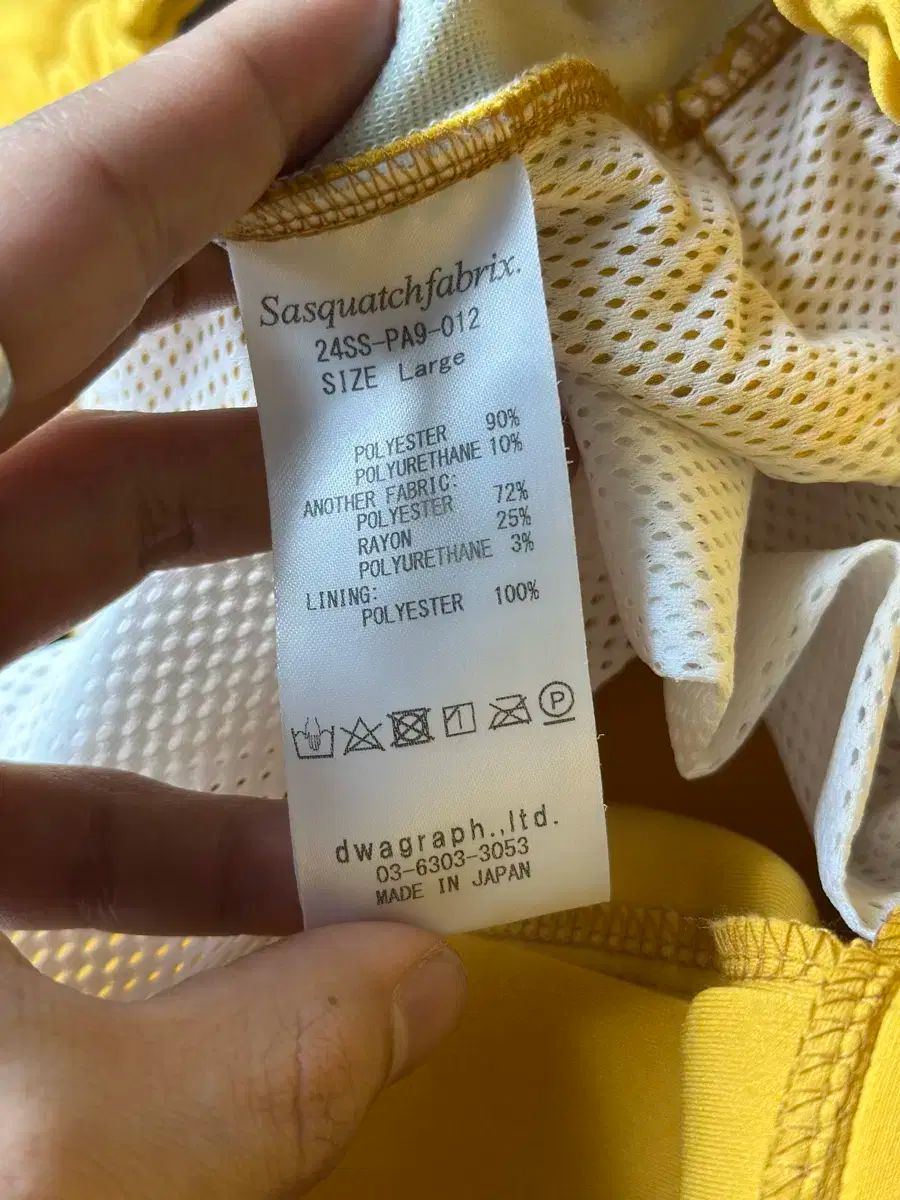 Sasquatchfabrix.
24SS-PA9-012
SIZE Large
POLYESTER 90%
POLYURETHANE 10%
ANOTHER FABRIC:
POLYESTER 72%
RAYON 25%
POLYURETHANE 3%
LINING:
POLYESTER 100%
P
dwagraph.,ltd.
03-6303-3053
MADE IN JAPAN